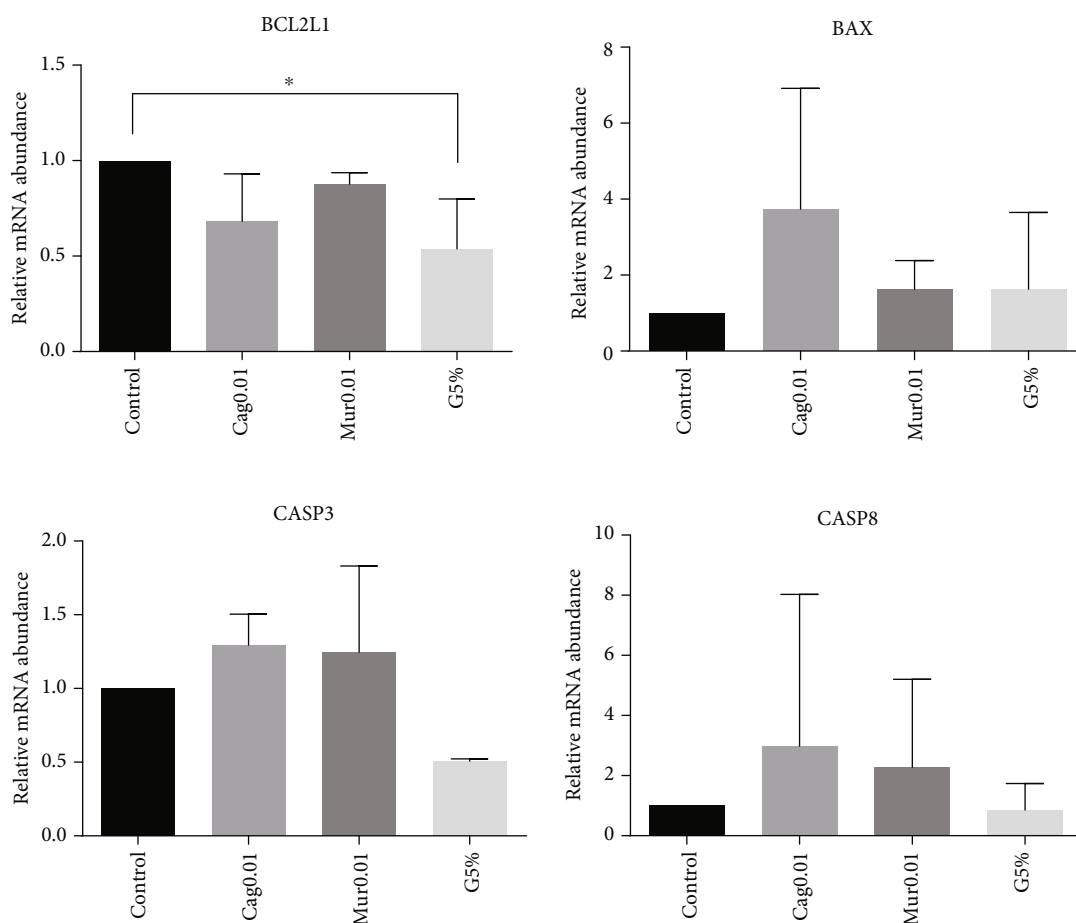 BCL2L1
Relative mRNA abundance
1.5
1.0
0.5
0.0
*
Control
Cag0.01
Mur0.01
G5%
BAX
Relative mRNA abundance
8
6
4
2
0
Control
Cag0.01
Mur0.01
G5%
CASP3
Relative mRNA abundance
2.0
1.5
1.0
0.5
0.0
Control
Cag0.01
Mur0.01
G5%
CASP8
Relative mRNA abundance
10
8
6
4
2
0
Control
Cag0.01
Mur0.01
G5%